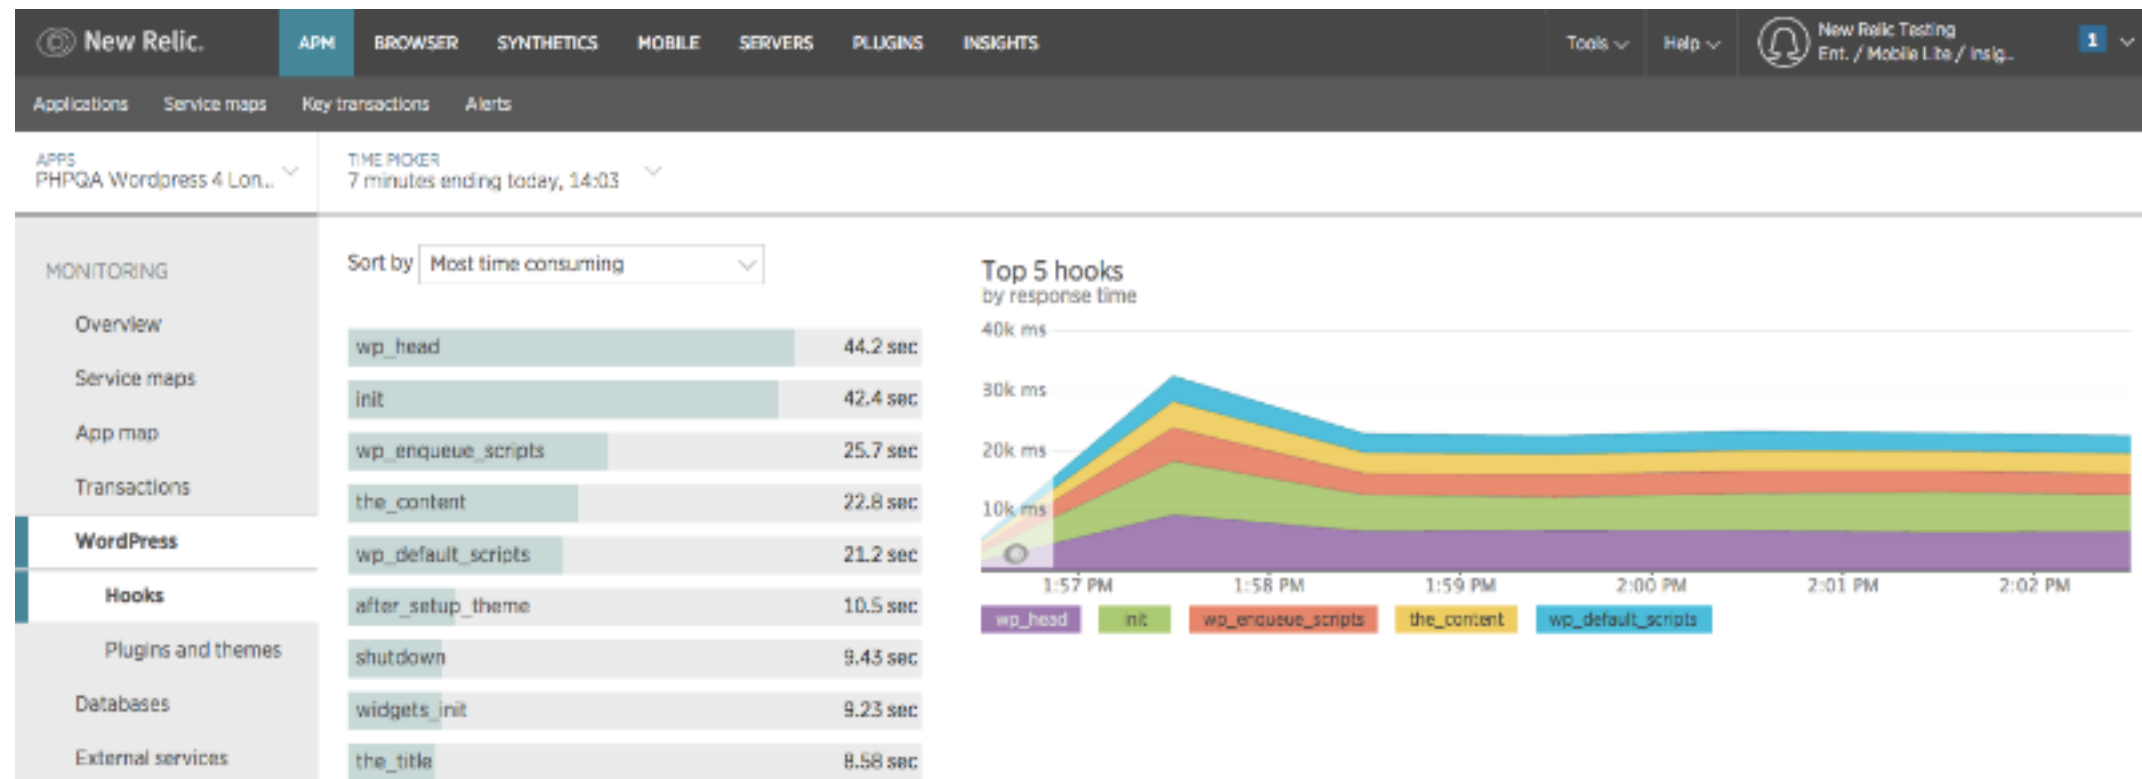 New Relic.
APM BROWSER SYNTHETICS MOBILE SERVERS PLUGINS INSIGHTS
Tools Help
New Relic Testing
Ent. / Mobile Lite / Insig...
1
Applications Service maps Key transactions Alerts
APPS
PHPQA Wordpress 4 Lon...
TIME PICKER
7 minutes ending today, 14:03
MONITORING
Overview
Service maps
App map
Transactions
WordPress
Hooks
Plugins and themes
Databases
External services
Sort by Most time consuming
wp_head 44.2 sec
init 42.4 sec
wp_enqueue_scripts 25.7 sec
the_content 22.8 sec
wp_default_scripts 21.2 sec
after_setup_theme 10.5 sec
shutdown 9.43 sec
widgets_init 9.23 sec
the_title 8.58 sec
Top 5 hooks
by response time
40k ms
30k ms
20k ms
10k ms
1:57 PM 1:58 PM 1:59 PM 2:00 PM 2:01 PM 2:02 PM
wp_head init wp_enqueue_scripts the_content wp_default_scripts